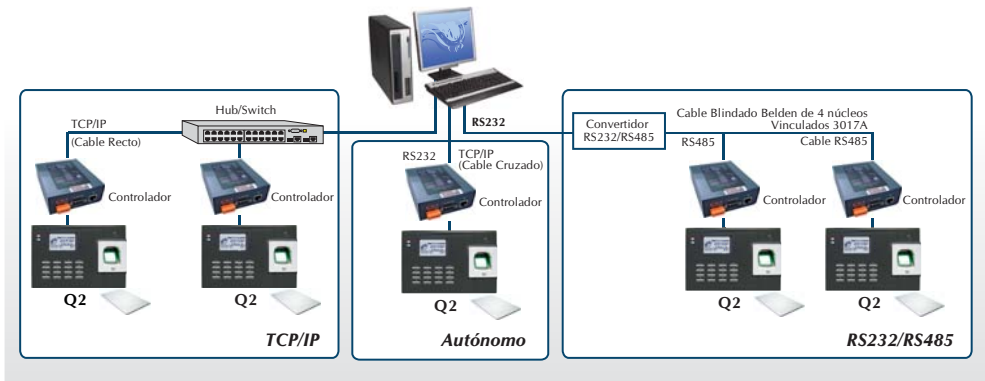 Hub/Switch
TCP/IP
(Cable Recto)
Controlador
Controlador
Q2
Q2
TCP/IP
RS232
RS232
TCP/IP
(Cable Cruzado)
Controlador
Q2
Autónomo
Convertidor
RS232/RS485
Cable Blindado Belden de 4 núcleos
Vinculados 3017A
RS485
Cable RS485
Controlador
Controlador
Q2
Q2
RS232/RS485